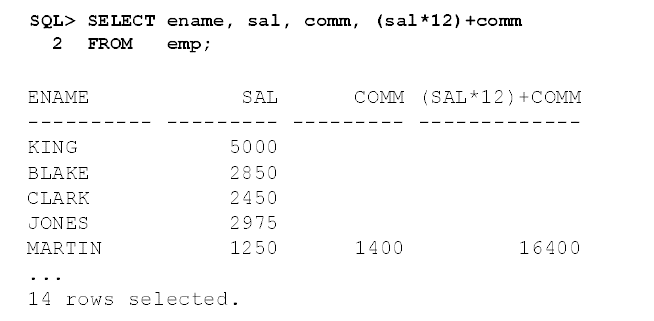 SQL> SELECT ename, sal, comm, (sal*12)+comm
2 FROM emp;
ENAME SAL COMM (SAL*12)+COMM
---------- --------- --------- -------------
KING 5000
BLAKE 2850
CLARK 2450
JONES 2975
MARTIN 1250 1400 16400
...
14 rows selected.